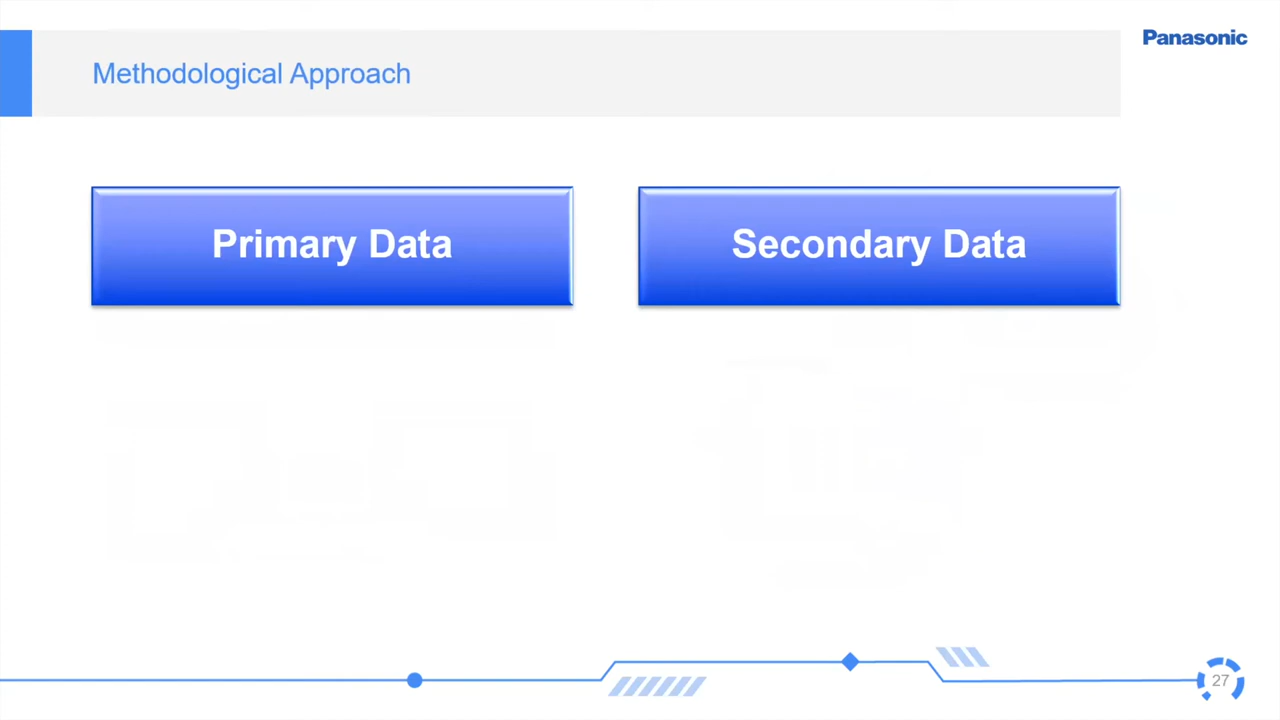 Panasonic
Methodological Approach
Primary Data
Secondary Data
27